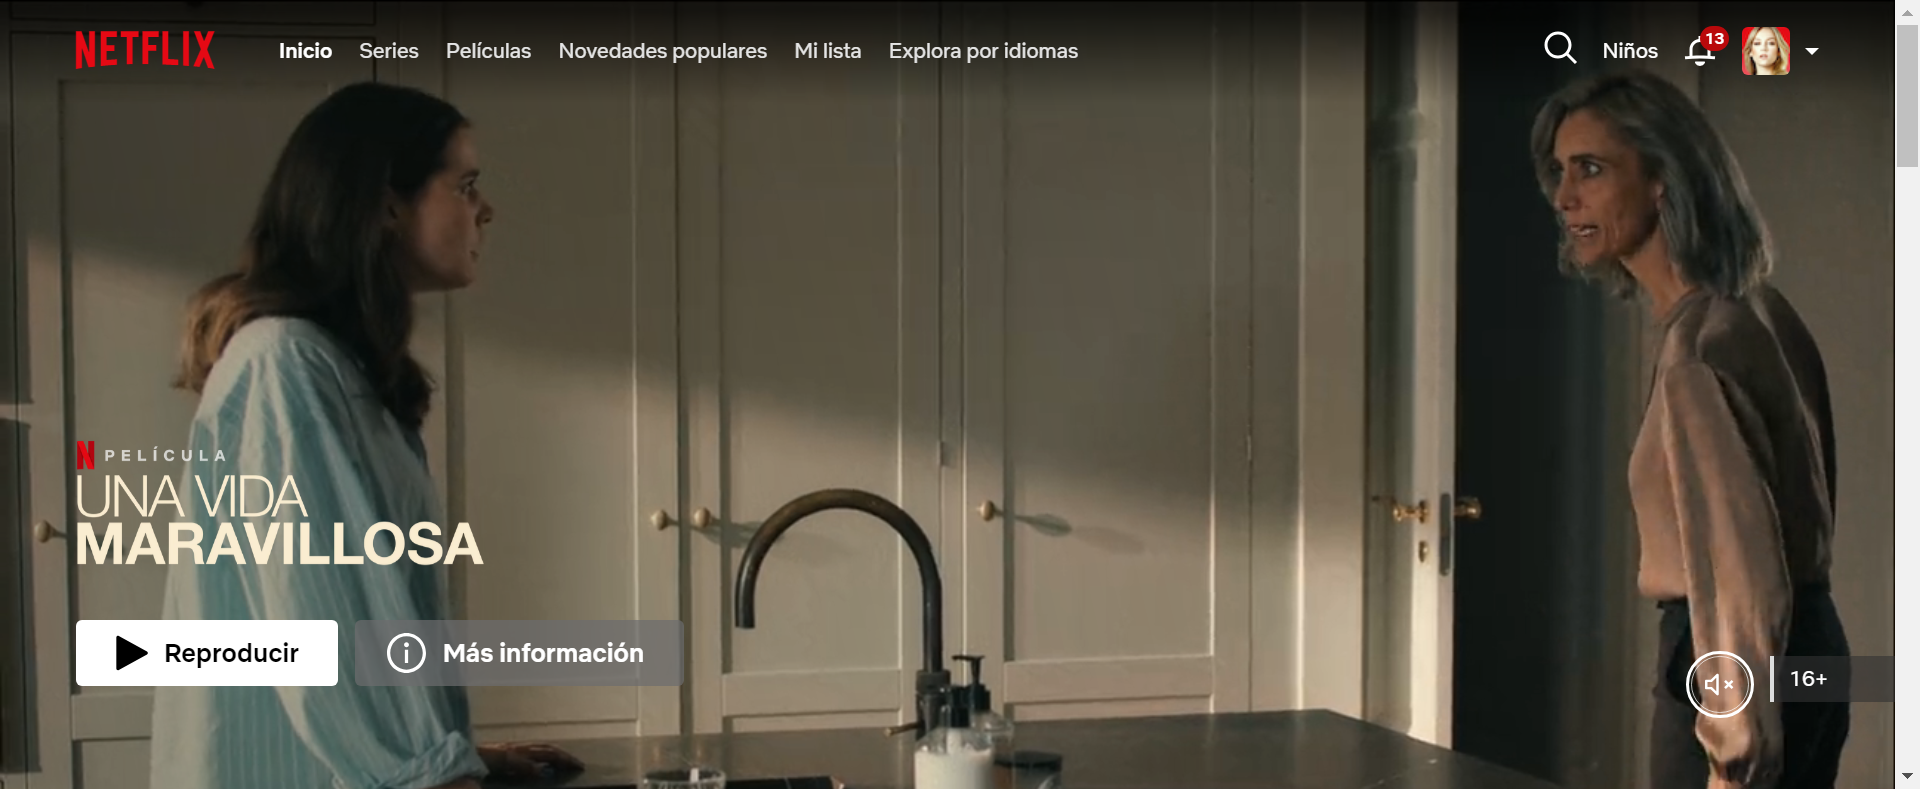 NETFLIX Inicio Series Películas Novedades populares Mi lista Explora por idiomas Niños 13
N PELÍCULA
UNA VIDA
MARAVILLOSA
Reproducir Más información
16+